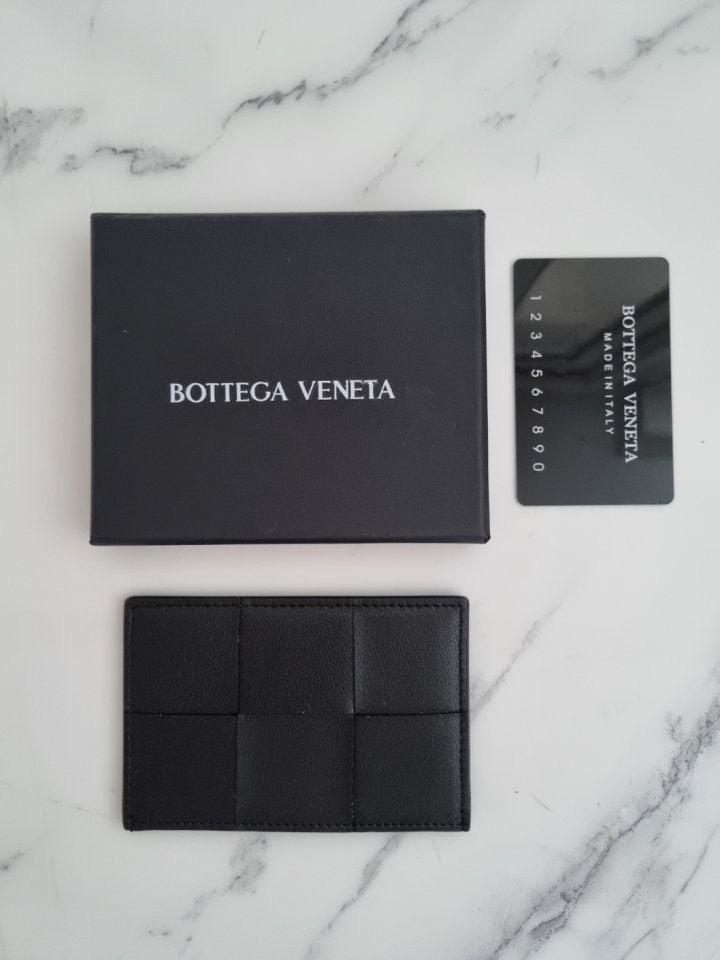 BOTTEGA VENETA
BOTTEGA VENETA
MADE IN ITALY
1 2 3 4 5 6 7 8 9 0